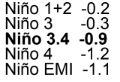 Niño 1+2 -0.2
Niño 3 -0.3
Niño 3.4 -0.9
Niño 4 -1.2
Niño EMI -1.1